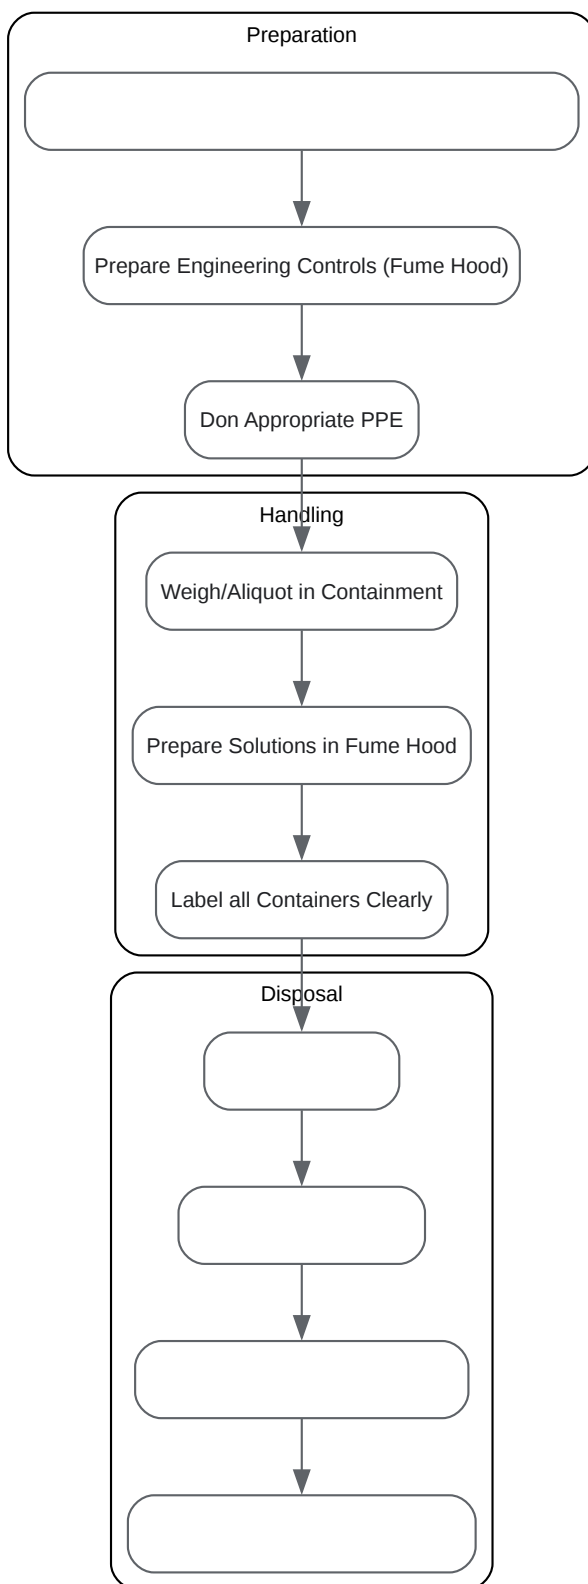 Preparation
Prepare Engineering Controls (Fume Hood)
Don Appropriate PPE
Handling
Weigh/Aliquot in Containment
Prepare Solutions in Fume Hood
Label all Containers Clearly
Disposal